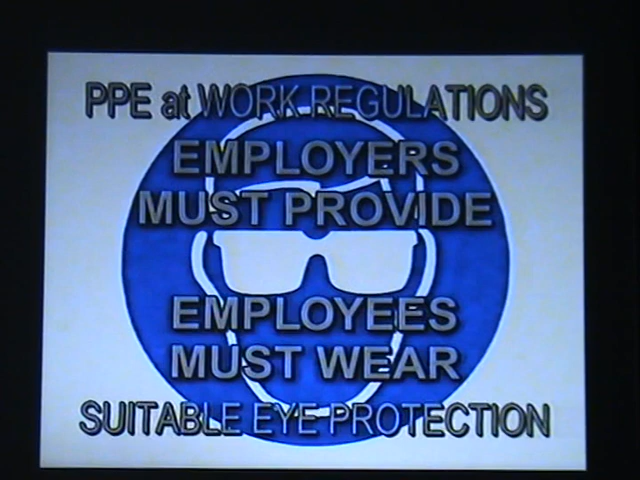 PPE at WORK REGULATIONS
EMPLOYERS
MUST PROVIDE
EMPLOYEES
MUST WEAR
SUITABLE EYE PROTECTION